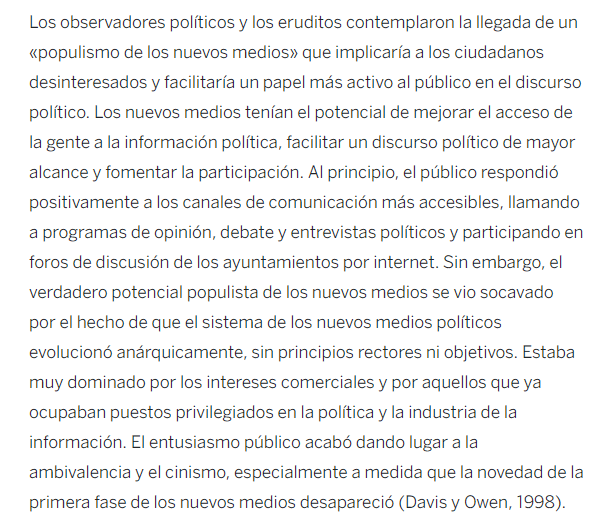 Los observadores políticos y los eruditos contemplaron la llegada de un
«populismo de los nuevos medios» que implicaría a los ciudadanos
desinteresados y facilitaría un papel más activo al público en el discurso
político. Los nuevos medios tenían el potencial de mejorar el acceso de
la gente a la información política, facilitar un discurso político de mayor
alcance y fomentar la participación. Al principio, el público respondió
positivamente a los canales de comunicación más accesibles, llamando
a programas de opinión, debate y entrevistas políticos y participando en
foros de discusión de los ayuntamientos por internet. Sin embargo, el
verdadero potencial populista de los nuevos medios se vio socavado
por el hecho de que el sistema de los nuevos medios políticos
evolucionó anárquicamente, sin principios rectores ni objetivos. Estaba
muy dominado por los intereses comerciales y por aquellos que ya
ocupaban puestos privilegiados en la política y la industria de la
información. El entusiasmo público acabó dando lugar a la
ambivalencia y el cinismo, especialmente a medida que la novedad de la
primera fase de los nuevos medios desapareció (Davis y Owen, 1998).